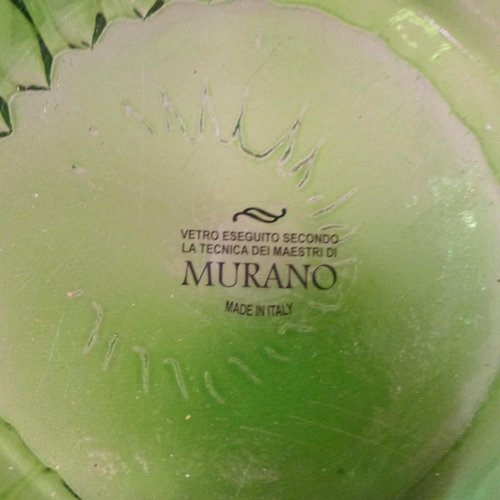 VETRO ESEGUITO SECONDO
LA TECNICA DEI MAESTRI DI
MURANO
MADE IN ITALY